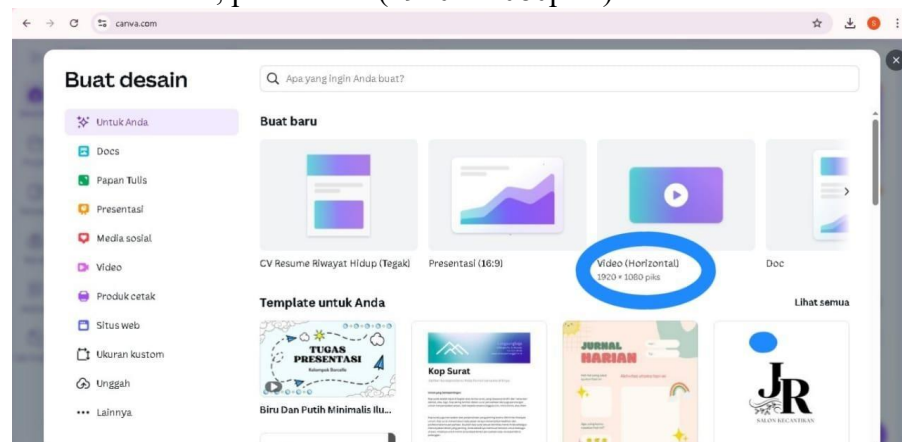 canva.com
S
Buat desain
Apa yang ingin Anda buat?
Untuk Anda
Docs
Papan Tulis
Presentasi
Media sosial
Video
Produk cetak
Situs web
Ukuran kustom
Unggah
Lainnya
Buat baru
CV Resume Riwayat Hidup (Tegak)
Presentasi (16:9)
Video (Horizontal)
1920 × 1080 piks
Doc
Template untuk Anda
Lihat semua
TUGAS
PRESENTASI
Biru Dan Putih Minimalis Ilu...
Kop Surat
JURNAL
HARIAN
JR
SALON KECANTIKAN